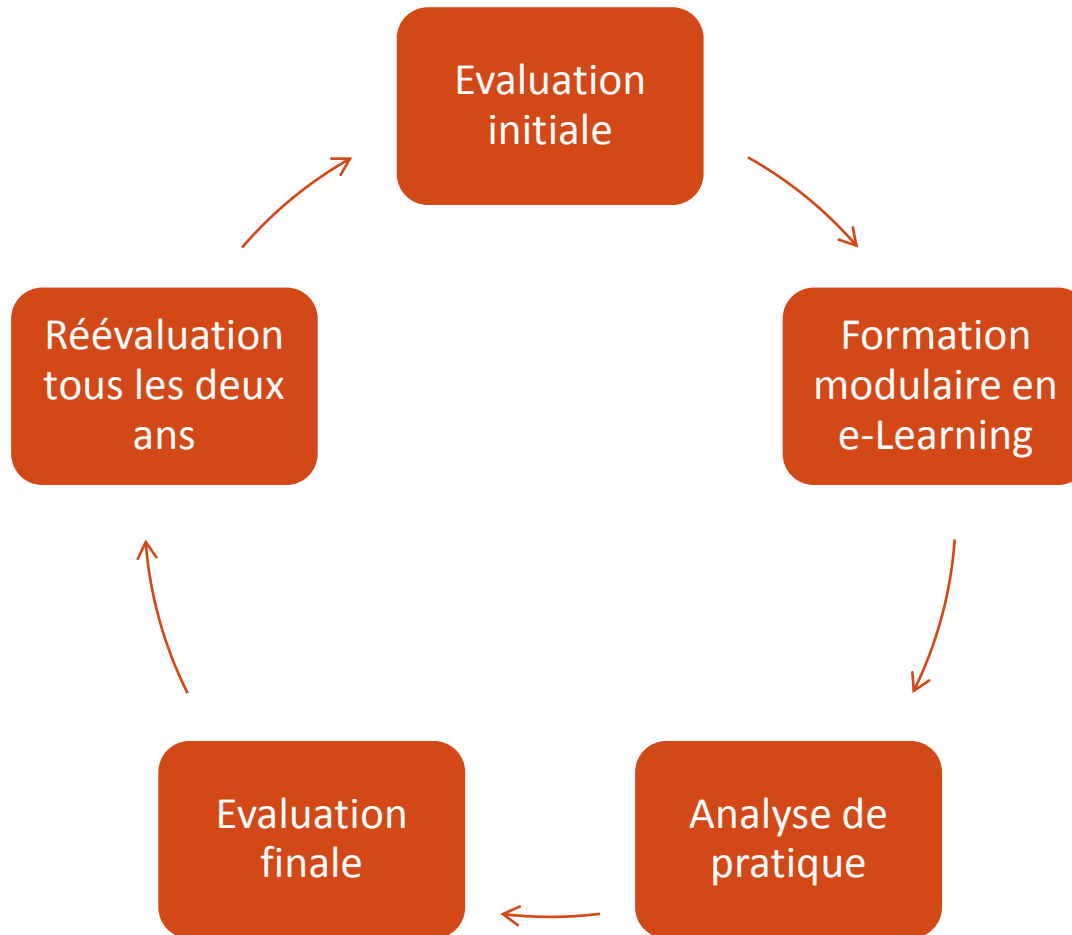 Evaluation
initiale
Formation
modulaire en
e-Learning
Analyse de
pratique
Evaluation
finale
Réévaluation
tous les deux
ans